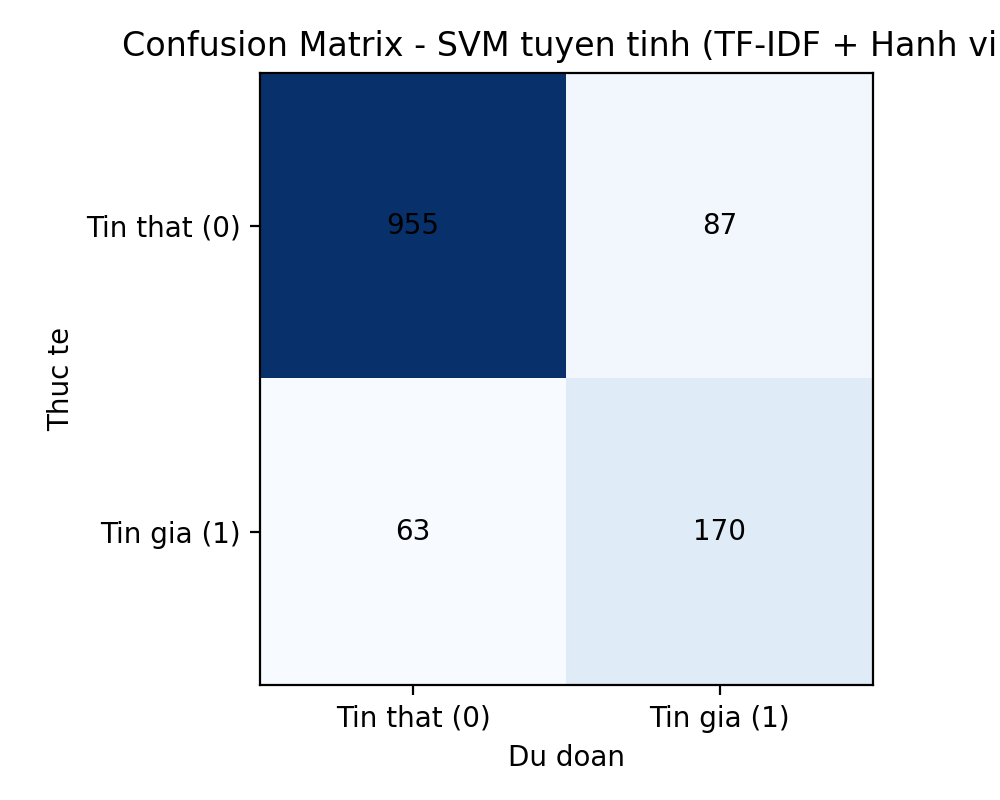 Confusion Matrix - SVM tuyen tinh (TF-IDF + Hanh vi
Tin that (0)
955
87
Thuc te
Tin gia (1)
63
170
Tin that (0)
Tin gia (1)
Du doan